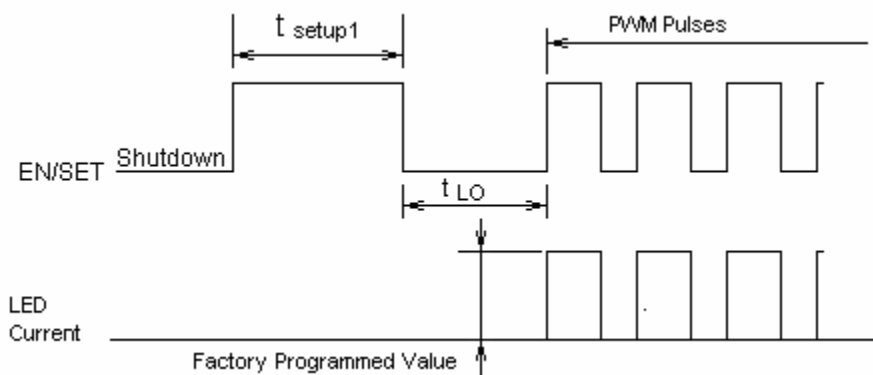 t setup1
PWM Pulses
Shutdown
EN/SET
t LO
LED
Current
Factory Programmed Value